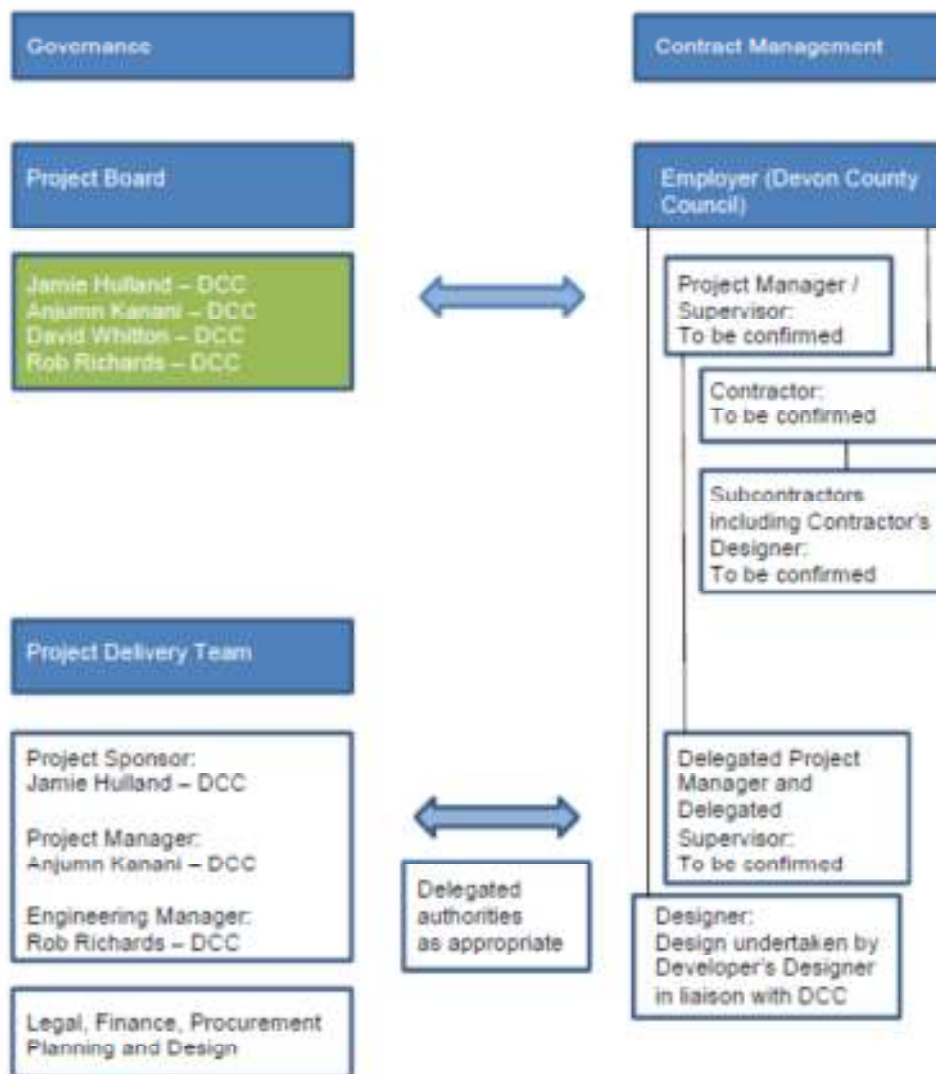 Governance
Contract Management
Project Board
Employer (Devon County
Council)
Jamie Hulland – DCC
Anjumn Kanani – DCC
David Whitton – DCC
Rob Richards – DCC
Project Manager /
Supervisor:
To be confirmed
Contractor:
To be confirmed
Subcontractors
including Contractor's
Designer:
To be confirmed
Project Delivery Team
Project Sponsor:
Jamie Hulland – DCC
Project Manager:
Anjumn Kanani – DCC
Engineering Manager:
Rob Richards – DCC
Delegated
authorities
as appropriate
Delegated Project
Manager and
Delegated
Supervisor:
To be confirmed
Designer:
Design undertaken by
Developer's Designer
in liaison with DCC
Legal, Finance, Procurement
Planning and Design